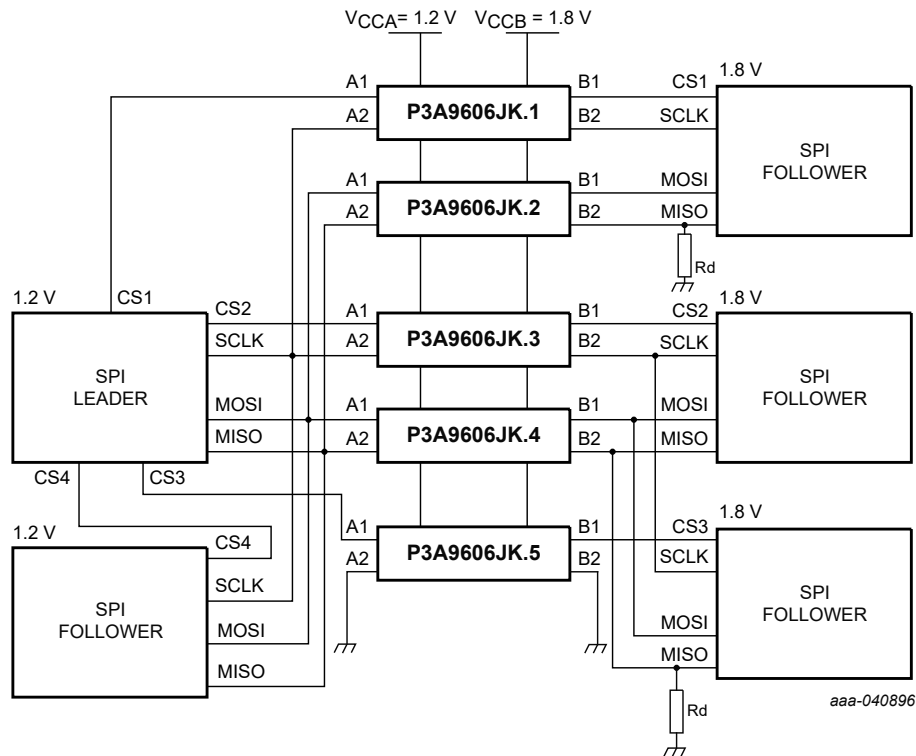 VCCA= 1.2 V VCCB = 1.8 V
A1 B1 CS1 1.8 V
A2 P3A9606JK.1 B2 SCLK
SPI
FOLLOWER
A1 B1 MOSI
A2 P3A9606JK.2 B2 MISO
Rd
1.2 V CS1
1.8 V
CS2 A1 B1 CS2
SCLK A2 P3A9606JK.3 B2 SCLK
SPI
LEADER
SPI
FOLLOWER
MOSI A1 B1 MOSI
MISO A2 P3A9606JK.4 B2 MISO
CS4 CS3
1.8 V
1.2 V
A1 B1 CS3
CS4 A2 P3A9606JK.5 B2 SCLK
SCLK
SPI
FOLLOWER
SPI
FOLLOWER
MOSI MOSI
MISO MISO
Rd
aaa-040896